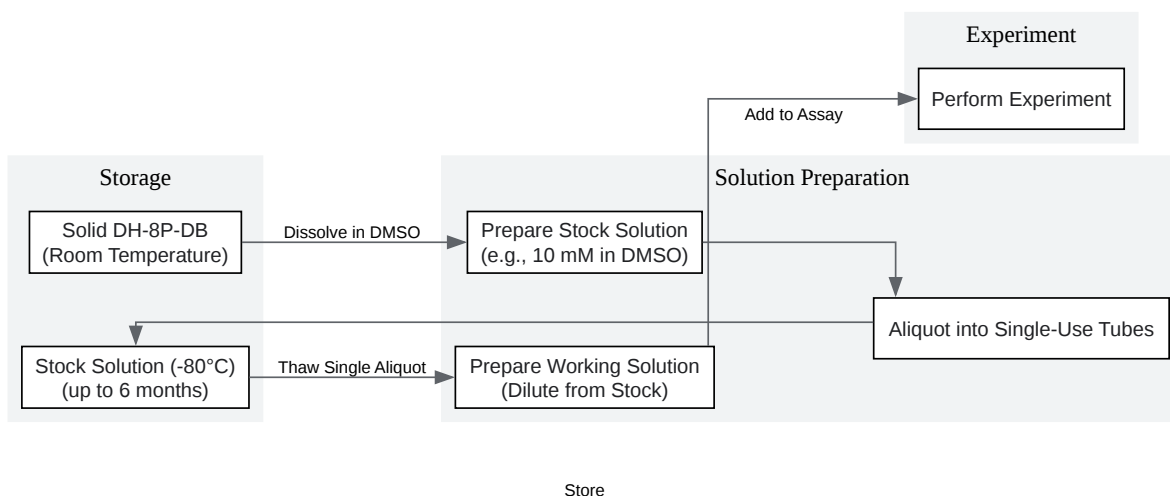 Experiment
Perform Experiment
Add to Assay
Storage
Solution Preparation
Solid DH-8P-DB
(Room Temperature)
Dissolve in DMSO
Prepare Stock Solution
(e.g., 10 mM in DMSO)
Aliquot into Single-Use Tubes
Stock Solution (-80°C)
(up to 6 months)
Thaw Single Aliquot
Prepare Working Solution
(Dilute from Stock)
Store